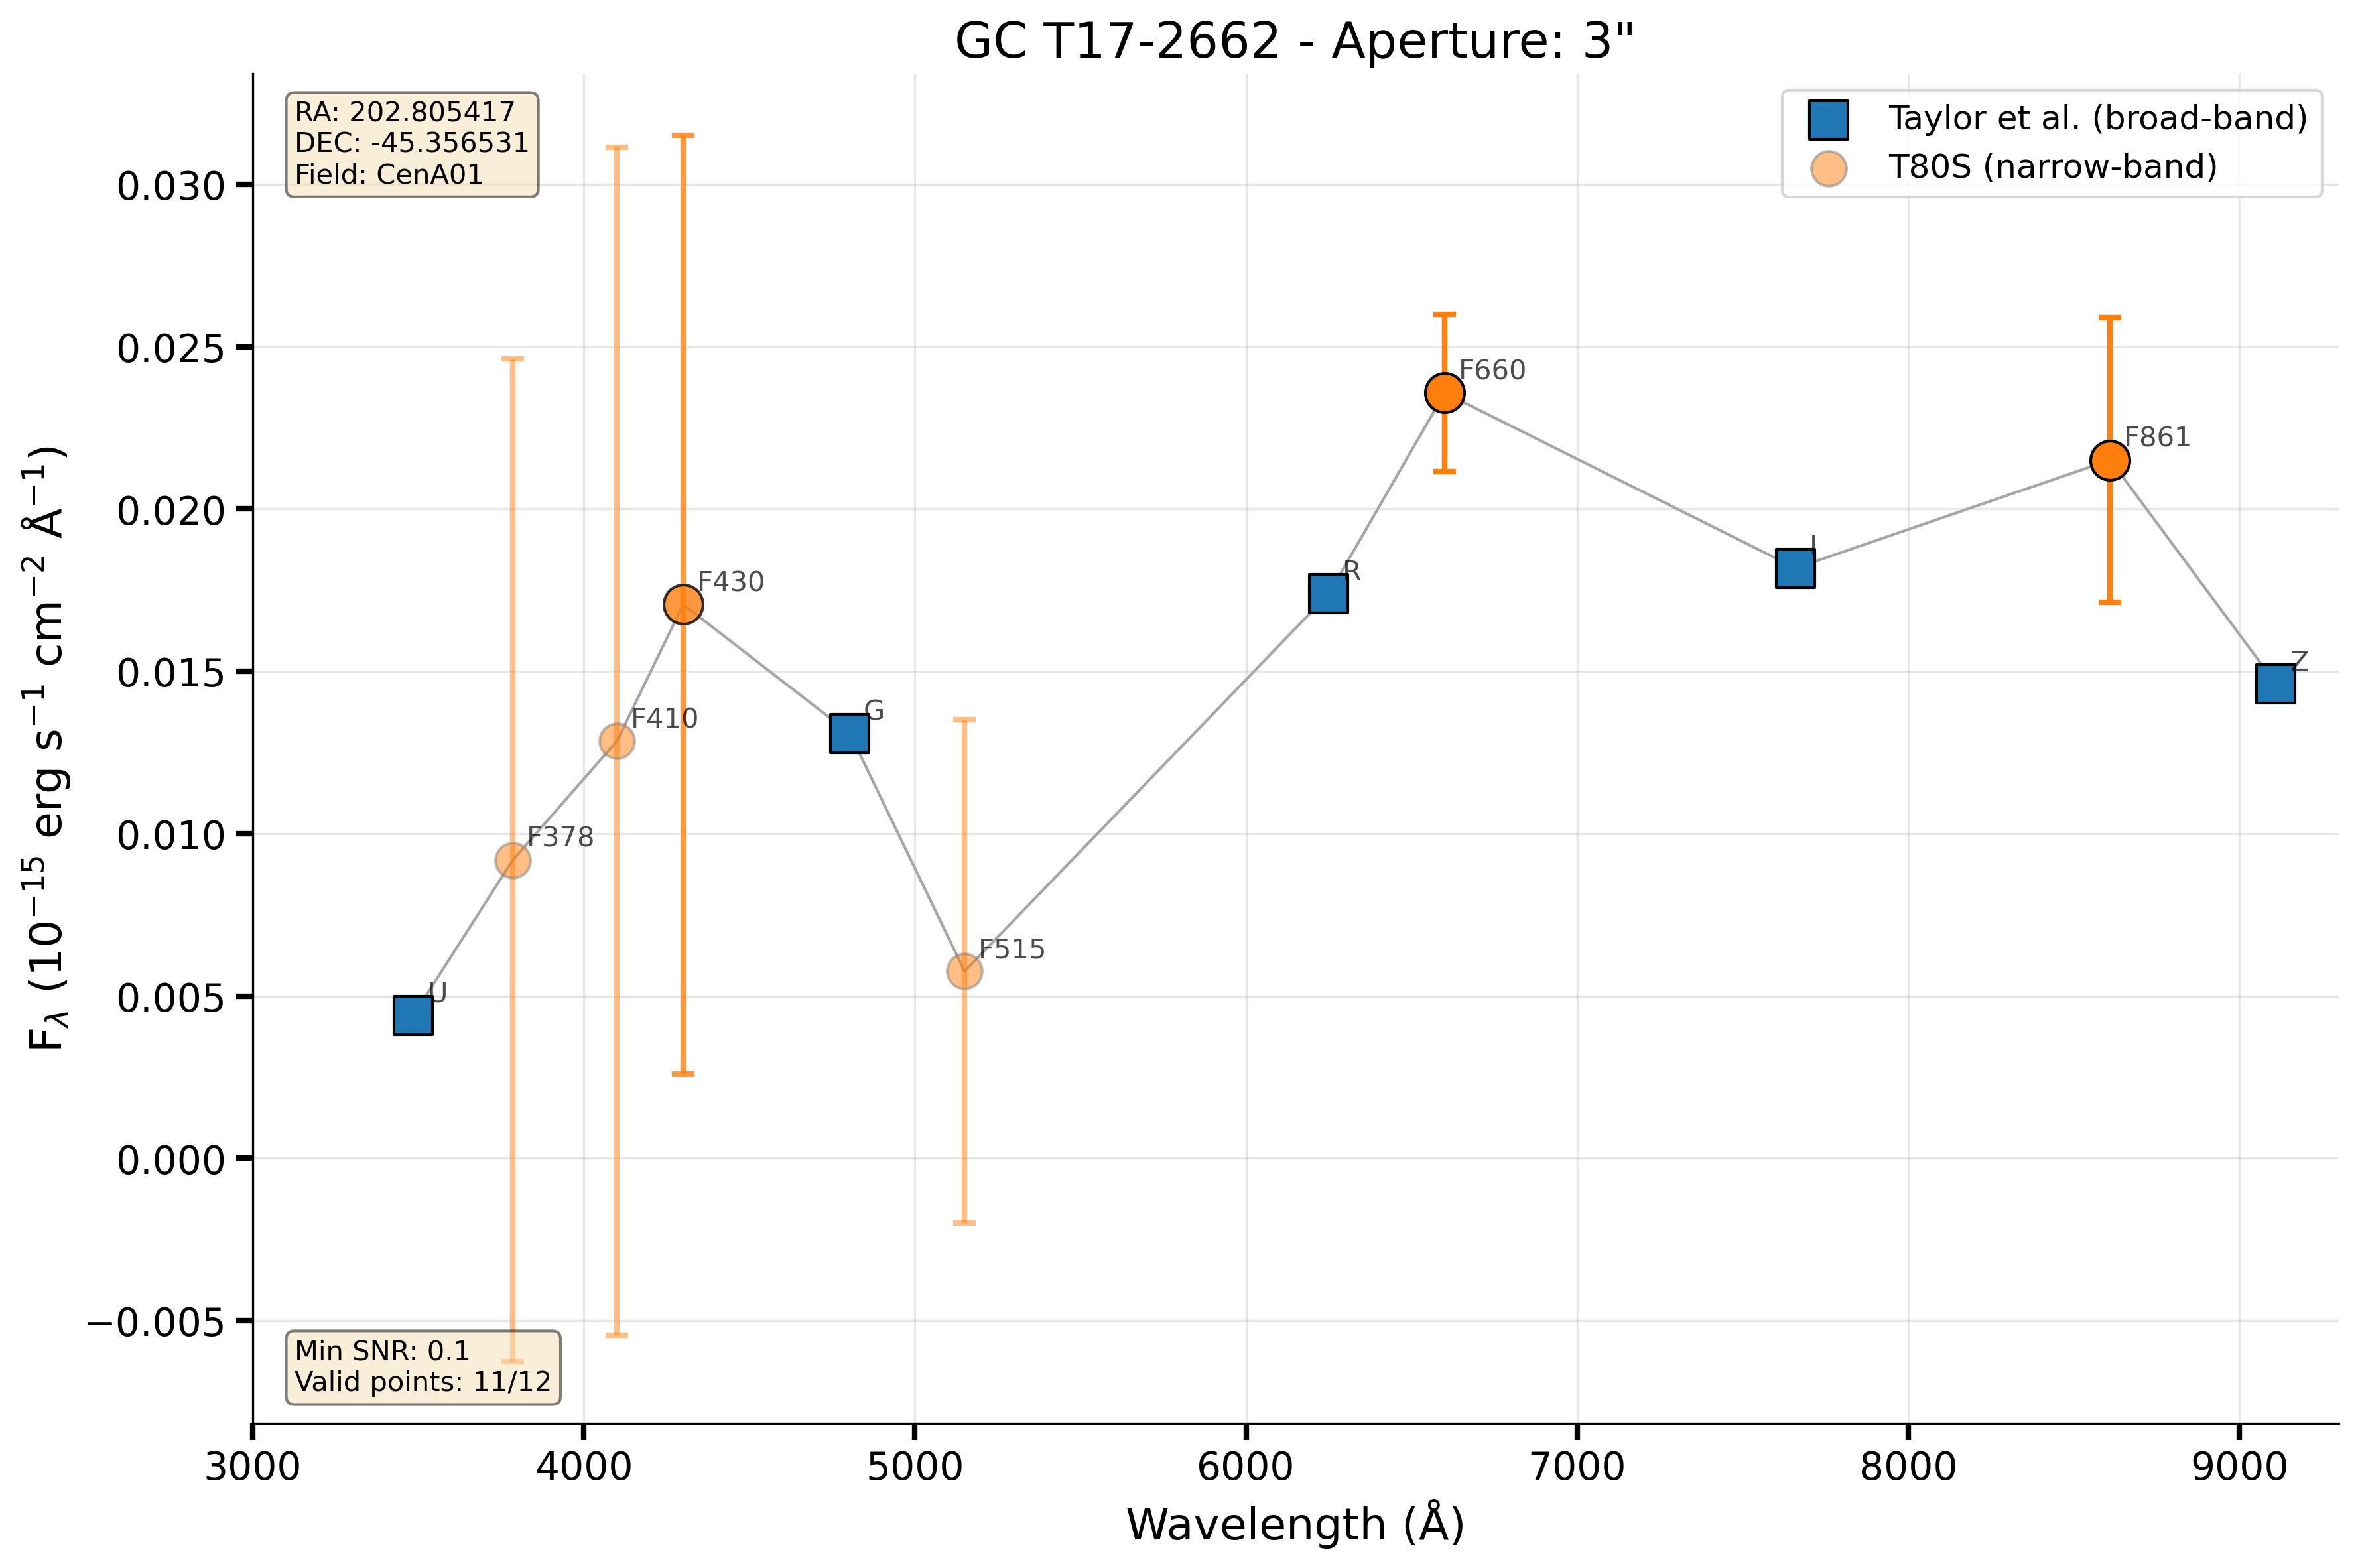 GC T17-2662 - Aperture: 3"
RA: 202.805417
DEC: -45.356531
Field: CenA01
Taylor et al. (broad-band)
T80S (narrow-band)
0.030
0.025
0.020
0.015
0.010
0.005
0.000
−0.005
F$_λ$ (10$^{−15}$ erg s$^{−1}$ cm$^{−2}$ Å$^{−1}$)
U
F378
F410
F430
G
F515
R
F660
I
F861
Z
Min SNR: 0.1
Valid points: 11/12
3000 4000 5000 6000 7000 8000 9000
Wavelength (Å)